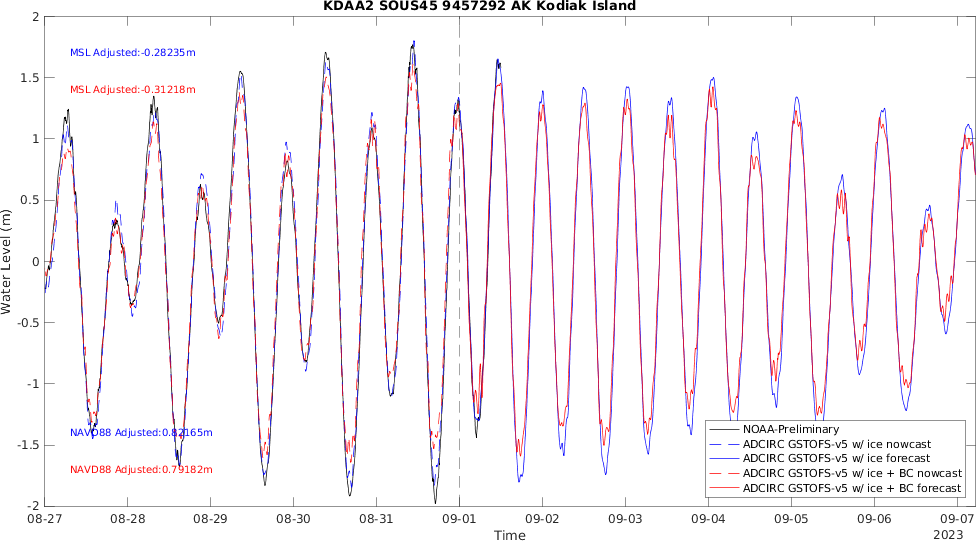 KDAA2 SOUS45 9457292 AK Kodiak Island
2
1.5
1
0.5
0
-0.5
-1
-1.5
-2
Water Level (m)
MSL Adjusted:-0.28235m
MSL Adjusted:-0.31218m
NAVD88 Adjusted:0.82165m
NAVD88 Adjusted:0.79182m
NOAA-Preliminary
ADCIRC GSTOFS-v5 w/ ice nowcast
ADCIRC GSTOFS-v5 w/ ice forecast
ADCIRC GSTOFS-v5 w/ ice + BC nowcast
ADCIRC GSTOFS-v5 w/ ice + BC forecast
08-27 08-28 08-29 08-30 08-31 09-01 09-02 09-03 09-04 09-05 09-06 09-07
Time
2023